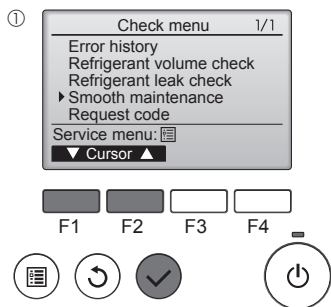 ①
Check menu 1/1
Error history
Refrigerant volume check
Refrigerant leak check
Smooth maintenance
Request code
Service menu:
▼ Cursor ▲
F1 F2 F3 F4